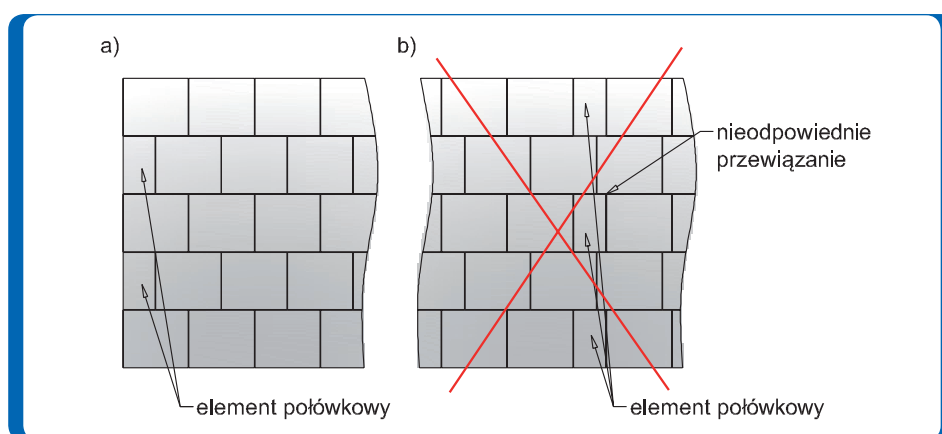 a)
b)
nieodpowiednie
przewiązanie
element połówkowy
element połówkowy